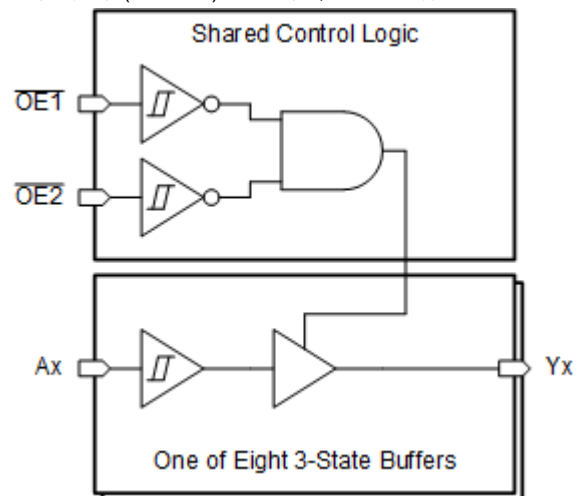 Shared Control Logic
OE1
OE2
Ax
Yx
One of Eight 3-State Buffers